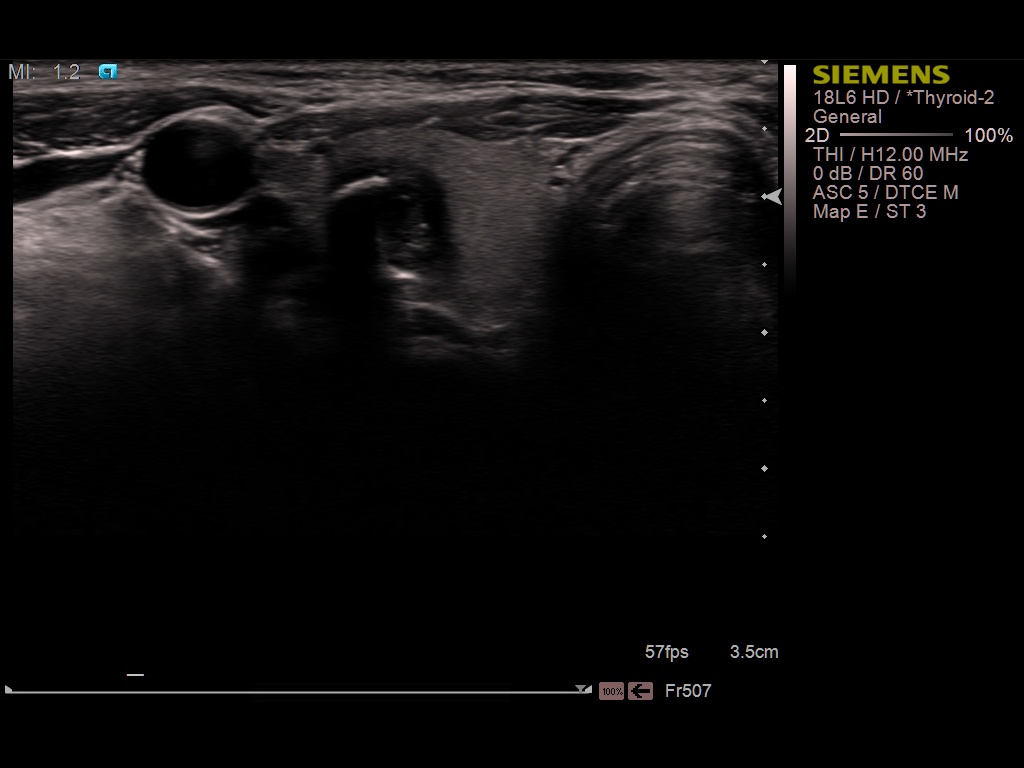 MI: 1.2
SIEMENS
18L6 HD / *Thyroid-2
General
2D 100%
THI / H12.00 MHz
0 dB / DR 60
ASC 5 / DTCE M
Map E / ST 3
57fps 3.5cm
100% Fr507